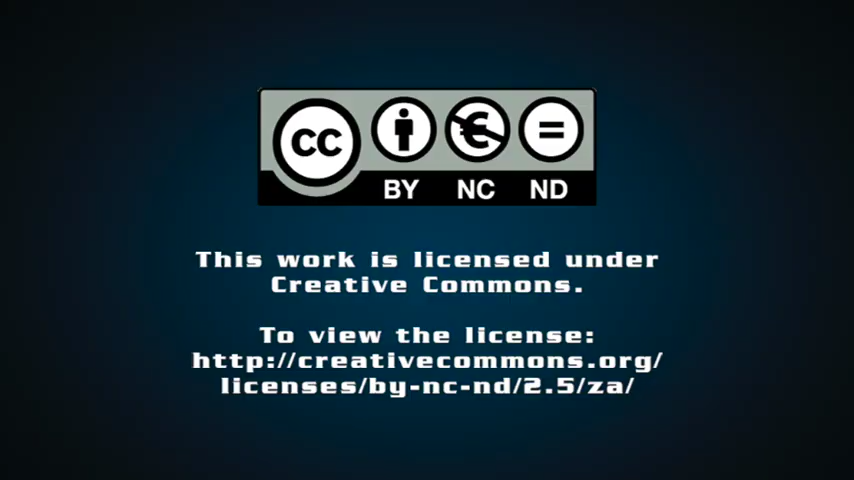 CC
BY NC ND
This work is licensed under
Creative Commons.
To view the license:
http://creativecommons.org/
licenses/by-nc-nd/2.5/za/